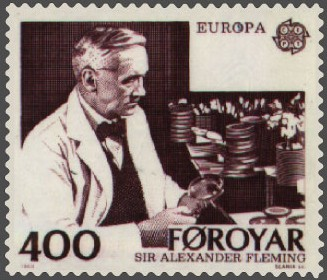 EUROPA
400
FØROYAR
SIR ALEXANDER FLEMING